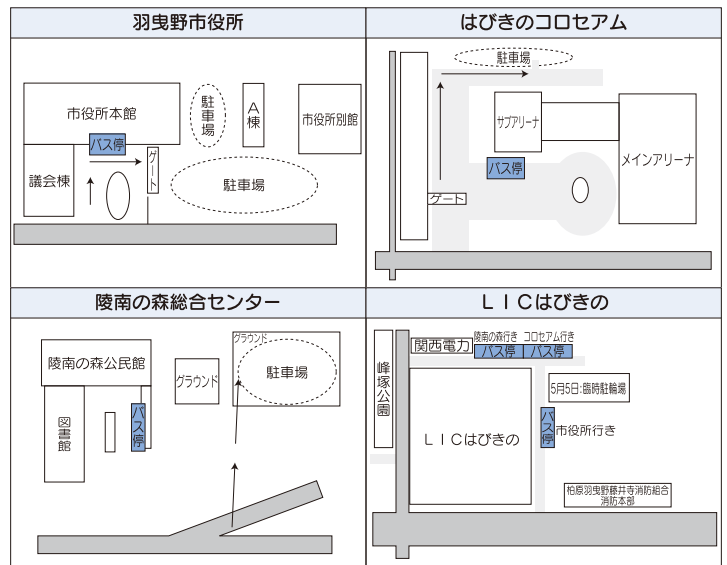 羽曳野市役所
市役所本館
バス停
ゲート
議会棟
駐車場
A棟
市役所別館
駐車場
はびきのコロセアム
駐車場
サブアリーナ
バス停
ゲート
メインアリーナ
陵南の森総合センター
陵南の森公民館
図書館
バス停
グラウンド
グラウンド
駐車場
LICはびきの
峰塚公園
関西電力
陵南の森行き コロセアム行き
バス停 バス停
5月5日:臨時駐輪場
LICはびきの
バス停
市役所行き
柏原羽曳野藤井寺消防組合
消防本部